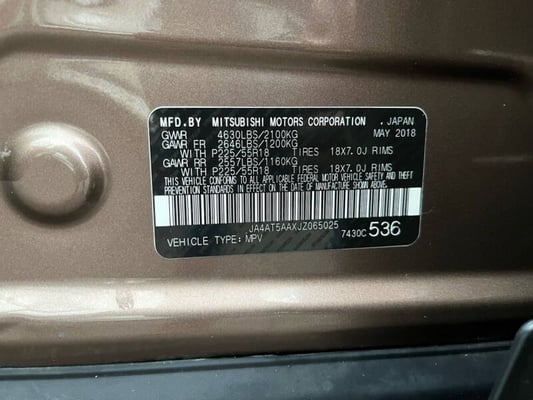 MFD.BY MITSUBISHI MOTORS CORPORATION . JAPAN
GVWR 4630LBS/2100KG MAY 2018
GAWR FR 2646LBS/1200KG
WITH P225/55R18 TIRES 18X7.0J RIMS
GAWR RR 2557LBS/1160KG
WITH P225/55R18 TIRES 18X7.0J RIMS
THIS VEHICLE CONFORMS TO ALL APPLICABLE FEDERAL MOTOR VEHICLE SAFETY AND THEFT
PREVENTION STANDARDS IN EFFECT ON THE DATE OF MANUFACTURE SHOWN ABOVE.
JA4AT5AAXJZ065025
VEHICLE TYPE: MPV 7430C 536